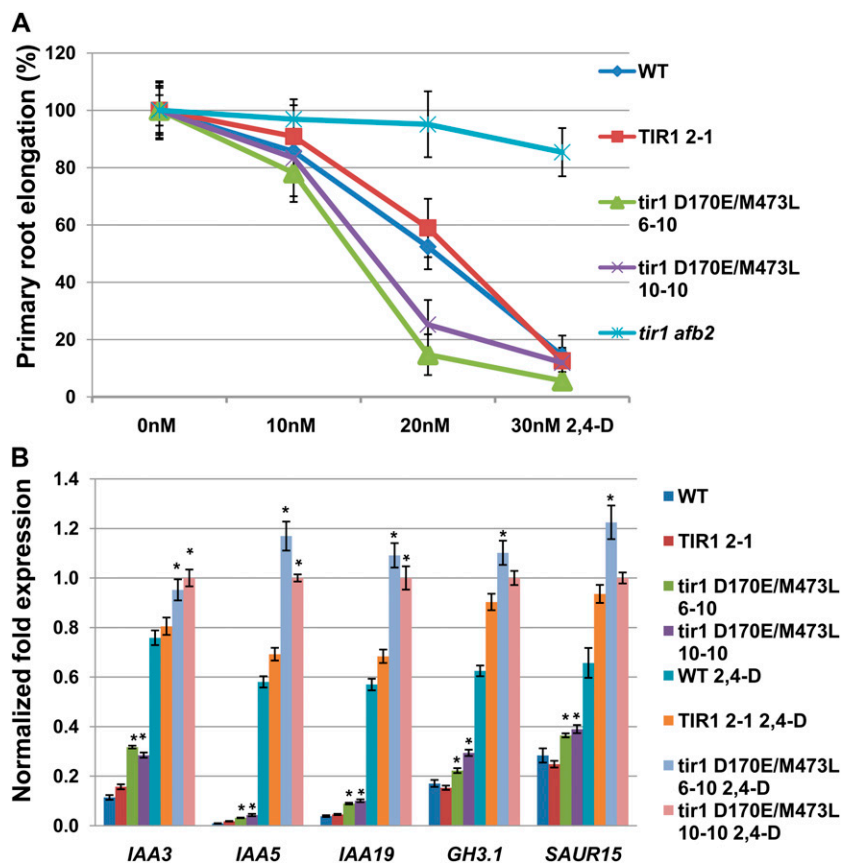 A
Primary root elongation (%)
120
100
80
60
40
20
0
0nM 10nM 20nM 30nM 2,4-D
WT
TIR1 2-1
tir1 D170E/M473L
6-10
tir1 D170E/M473L
10-10
tir1 afb2
B
Normalized fold expression
1.4
1.2
1.0
0.8
0.6
0.4
0.2
0.0
* * * * * * * * * * * * * * * * * *
IAA3 IAA5 IAA19 GH3.1 SAUR15
WT
TIR1 2-1
tir1 D170E/M473L
6-10
tir1 D170E/M473L
10-10
WT 2,4-D
TIR1 2-1 2,4-D
tir1 D170E/M473L
6-10 2,4-D
tir1 D170E/M473L
10-10 2,4-D